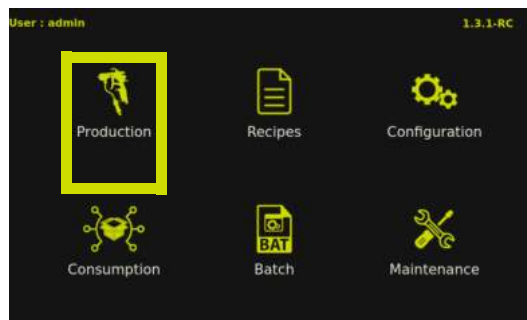 User : admin 1.3.1-RC
Production Recipes Configuration
BAT
Consumption Batch Maintenance